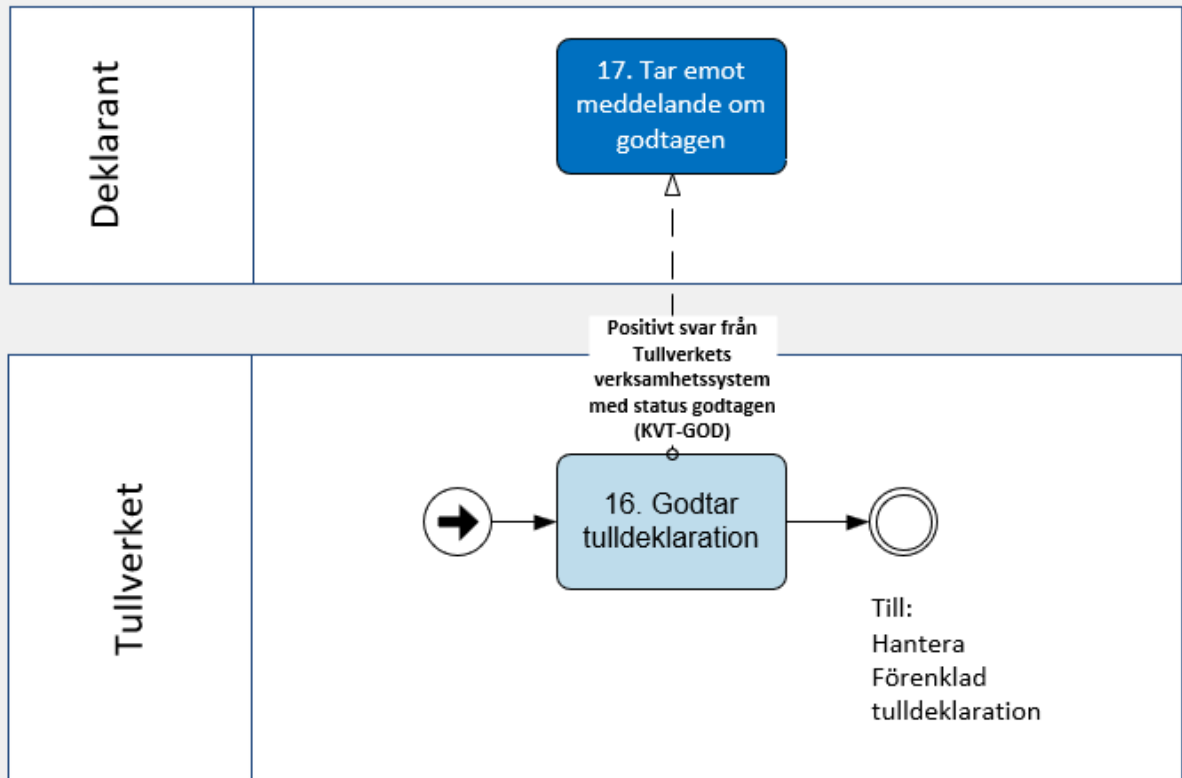 Deklarant
17. Tar emot
meddelande om
godtagen
Positivt svar från
Tullverkets
verksamhetssystem
med status godtagen
(KVT-GOD)
Tullverket
16. Godtar
tulldeklaration
Till:
Hantera
Förenklad
tulldeklaration